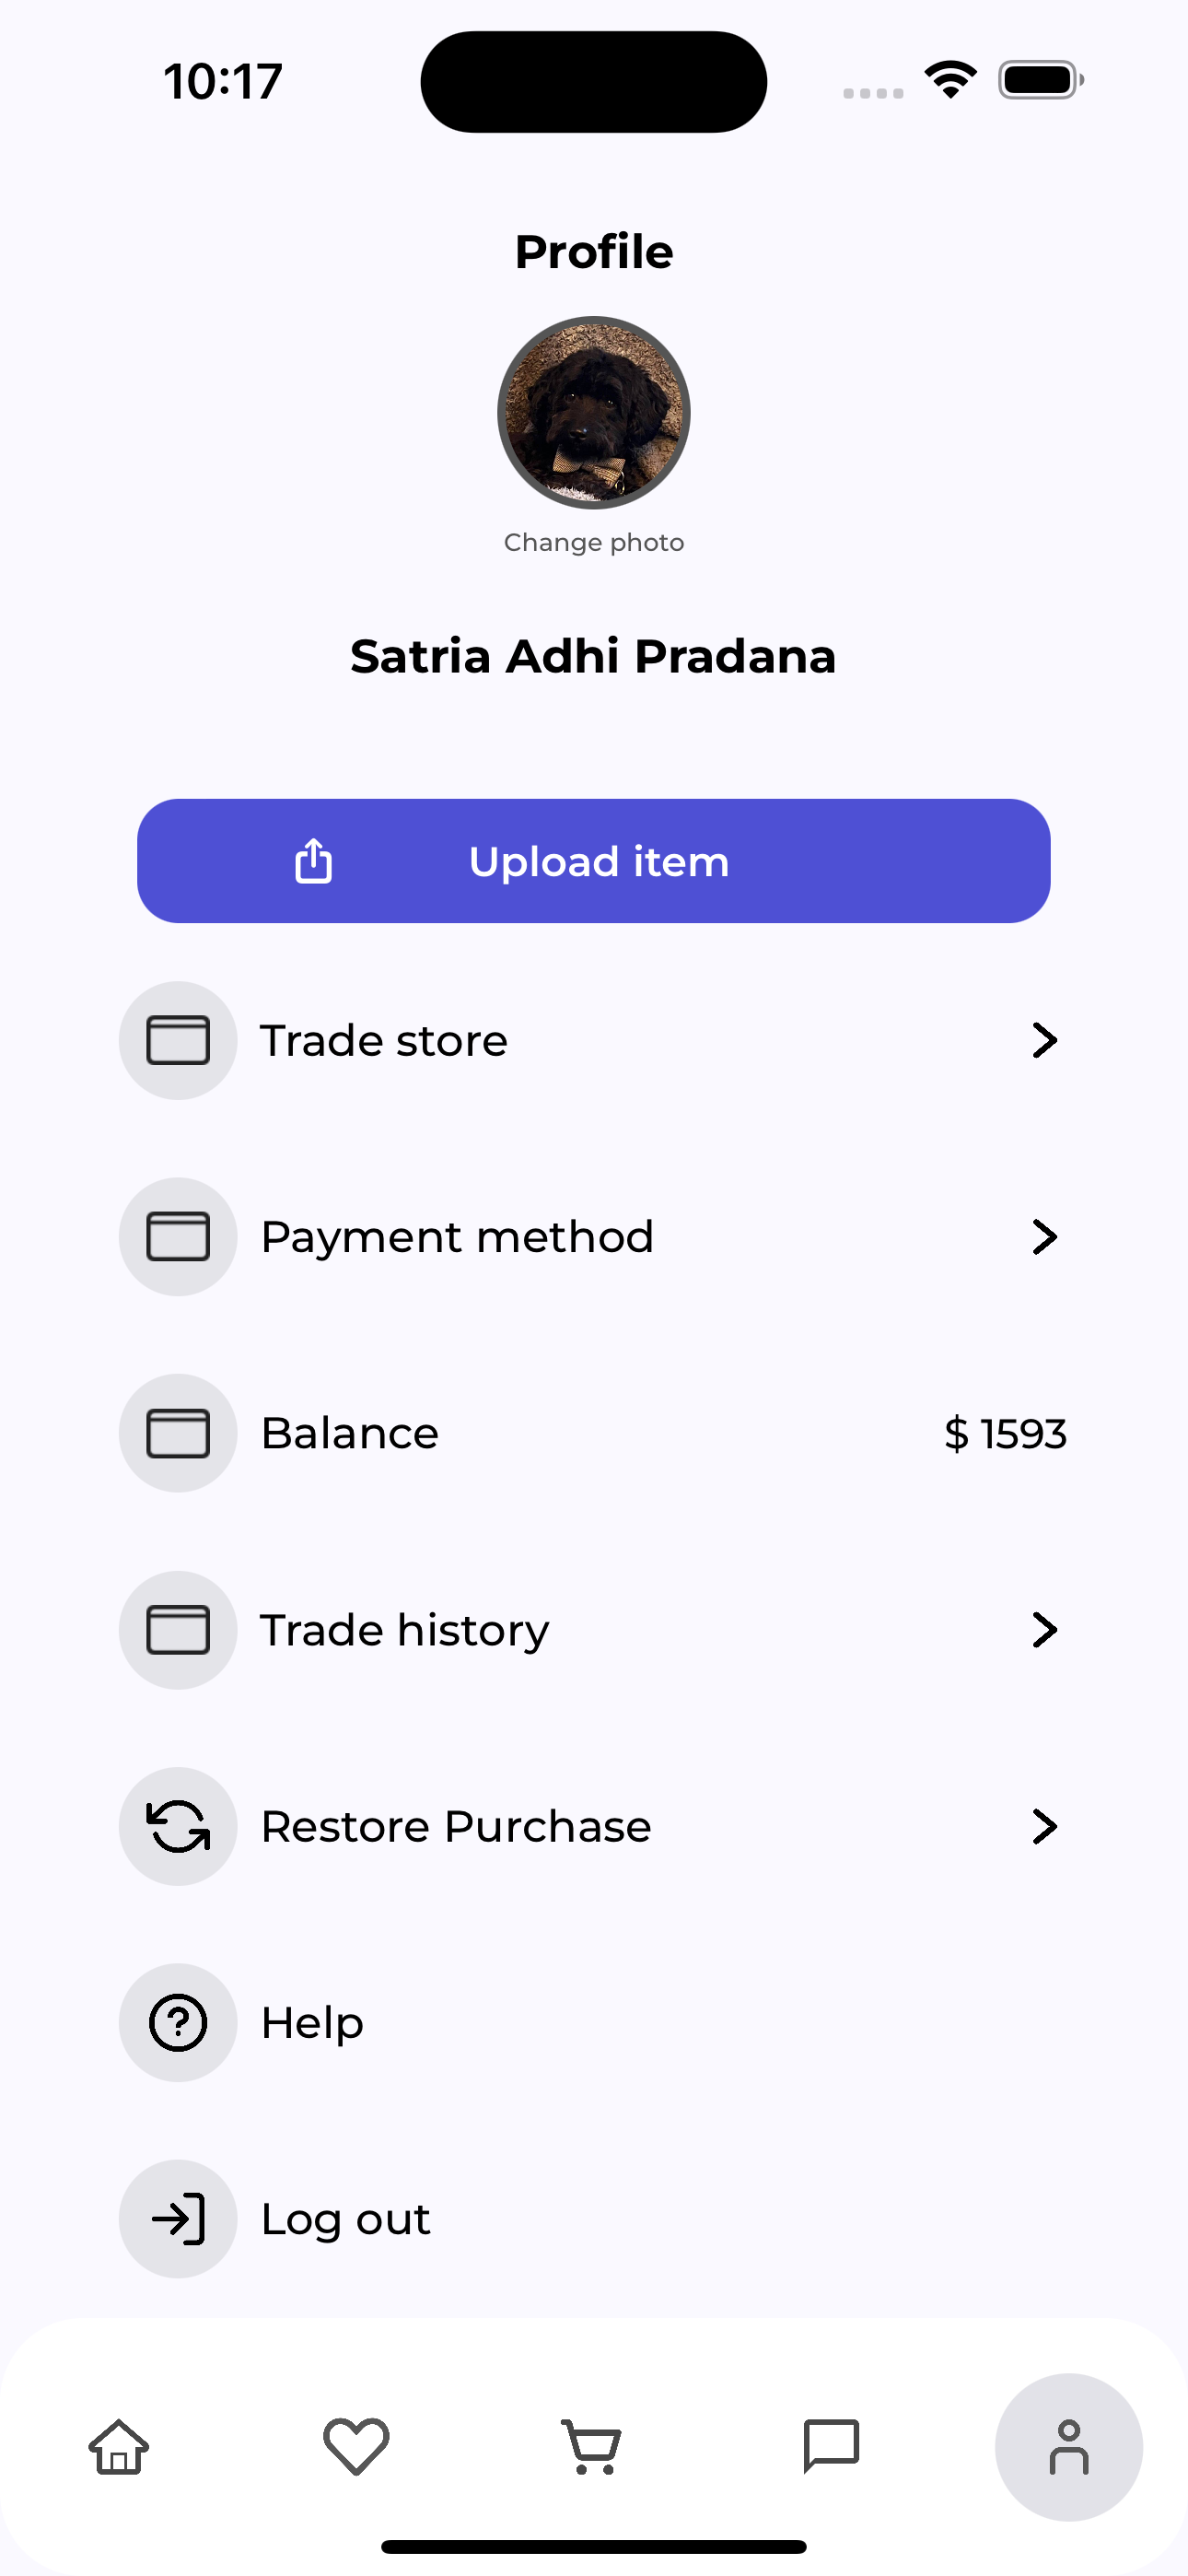 10:17
Profile
Change photo
Satria Adhi Pradana
Upload item
Trade store
Payment method
Balance
$ 1593
Trade history
Restore Purchase
Help
Log out